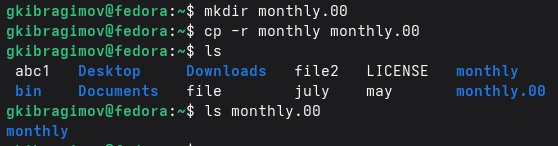 gkibragimov@fedora:~$ mkdir monthly.00
gkibragimov@fedora:~$ cp -r monthly monthly.00
gkibragimov@fedora:~$ ls
abc1 Desktop Downloads file2 LICENSE monthly
bin Documents file july may monthly.00
gkibragimov@fedora:~$ ls monthly.00
monthly